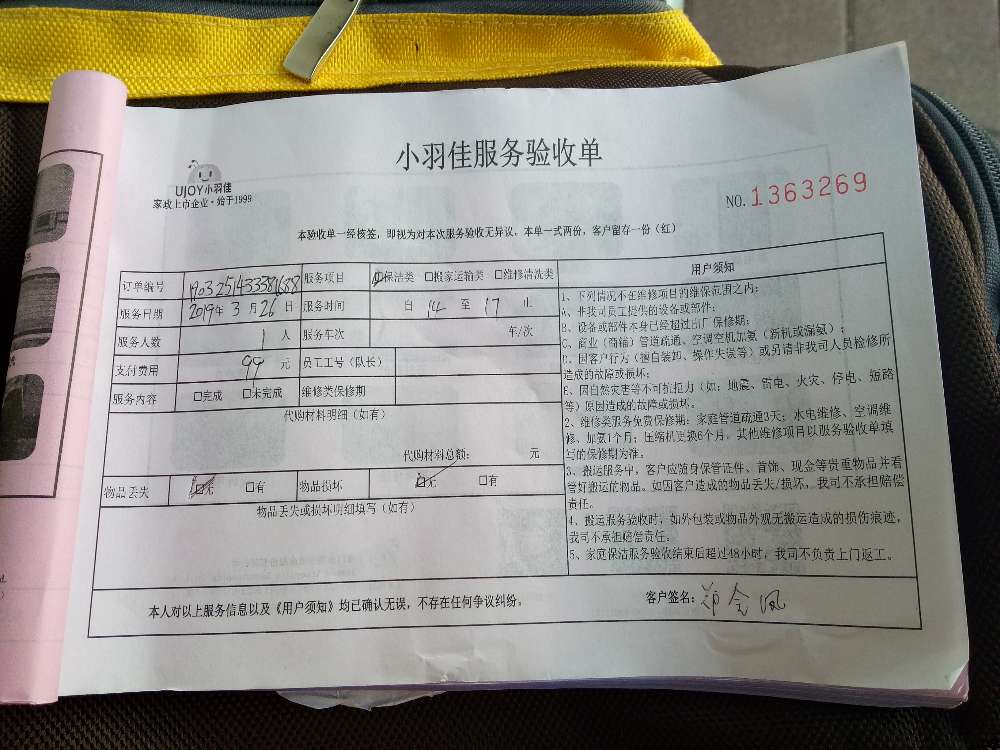 小羽佳服务验收单
UJOY小羽佳
家政上市企业·始于1999
NO.1363269
本验收单一经核签，即视为对本次服务验收无异议，本单一式两份，客户留存一份（红）
订单编号 服务项目 ☑保洁类 □搬家运输类 □维修清洗类
服务日期 2019年 3 月 26 日 服务时间 自 14 至 17 止
服务人数 1 人 服务车次 车/次
支付费用 99 元 员工工号（队长）
服务内容 □完成 □未完成 维修类保修期
代购材料明细（如有）
代购材料总额： 元
物品丢失 ☑无 □有 物品损坏 ☑无 □有
物品丢失或损坏明细填写（如有）
用户须知
1、下列情况不在维修项目的维保范围之内：
A、非我司员工提供的设备或部件；
B、设备或部件本身已经超过出厂保修期；
C、商业（商铺）管道疏通、空调空机加氨（新机或漏氨）；
D、因客户行为（擅自装卸、操作失误等）或另请非我司人员检修所
造成的故障或损坏；
E、因自然灾害等不可抗拒力（如：地震、雷电、火灾、停电、短路
等）原因造成的故障或损坏。
2、维修类服务免费保修期：家庭管道疏通3天；水电维修、空调维
修、加氨1个月；压缩机更换6个月。其他维修项目以服务验收单填
写的保修期为准。
3、搬运服务中，客户应随身保管证件、首饰、现金等贵重物品并看
管好搬运的物品。如因客户造成的物品丢失/损坏，我司不承担赔偿
责任。
4、搬运服务验收时，如外包装或物品外观无搬运造成的损伤痕迹，
我司不承担赔偿责任。
5、家庭保洁服务验收结束后超过48小时，我司不负责上门返工。
本人对以上服务信息以及《用户须知》均已确认无误，不存在任何争议纠纷。
客户签名：